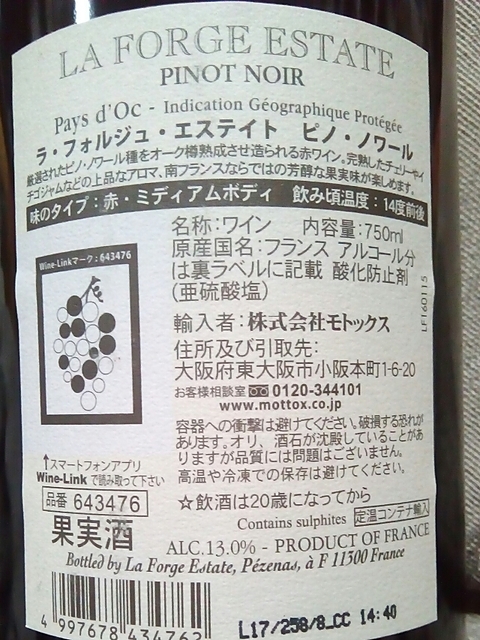 LA FORGE ESTATE
PINOT NOIR
Pays d'Oc - Indication Géographique Protégée
ラ・フォルジュ・エステイト ピノ・ノワール
厳選されたピノ・ノワール種をオーク樽熟成させ造られる赤ワイン。完熟したチェリーやイ
チゴジャムなどの上品なアロマ、南フランスならではの芳醇な果実味が楽しめます。
味のタイプ:赤・ミディアムボディ 飲み頃温度:14度前後
名称:ワイン 内容量:750ml
原産国名:フランス アルコール分
は裏ラベルに記載 酸化防止剤
(亜硫酸塩)
輸入者:株式会社モトックス
住所及び引取先:
大阪府東大阪市小阪本町1-6-20
お客様相談室 0120-344101
www.mottox.co.jp
容器への衝撃は避けてください。破損する恐れが
あります。オリ、酒石が沈殿していることがあ
りますが品質には問題はございません。
高温や冷凍での保存は避けてください。
☆飲酒は20歳になってから
Contains sulphites 定温コンテナ輸入
LF160115
Wine-Linkマーク:643476
↑スマートフォンアプリ
Wine-Linkで読み取って下さい
品番 643476
果実酒
ALC.13.0% - PRODUCT OF FRANCE
Bottled by La Forge Estate, Pézenas, à F 11500 France
4 997678 434762
L17/258/8_CC 14:40